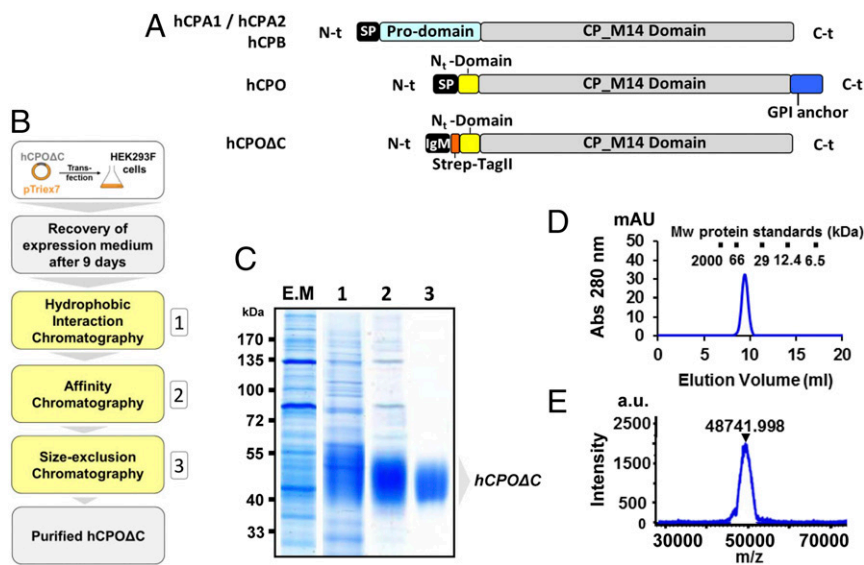 A
hCPA1 / hCPA2
hCPB
N-t
SP
Pro-domain
CP_M14 Domain
C-t
hCPO
N-t
Nt-Domain
SP
CP_M14 Domain
C-t
GPI anchor
hCPOΔC
N-t
Nt-Domain
IgM
CP_M14 Domain
C-t
Strep-TagII
B
hCPOΔC
pTriex7
Trans-
fection
HEK293F
cells
Recovery of
expression medium
after 9 days
Hydrophobic
Interaction
Chromatography
1
Affinity
Chromatography
2
Size-exclusion
Chromatography
3
Purified hCPOΔC
C
E.M 1 2 3
kDa
170
135
100
72
55
40
33
hCPOΔC
D
mAU
Mw protein standards (kDa)
2000 66 29 12.4 6.5
Abs 280 nm
50
40
30
20
10
0
0 5 10 15 20
Elution Volume (ml)
E
a.u.
48741.998
Intensity
2500
1500
500
0
30000 50000 70000
m/z